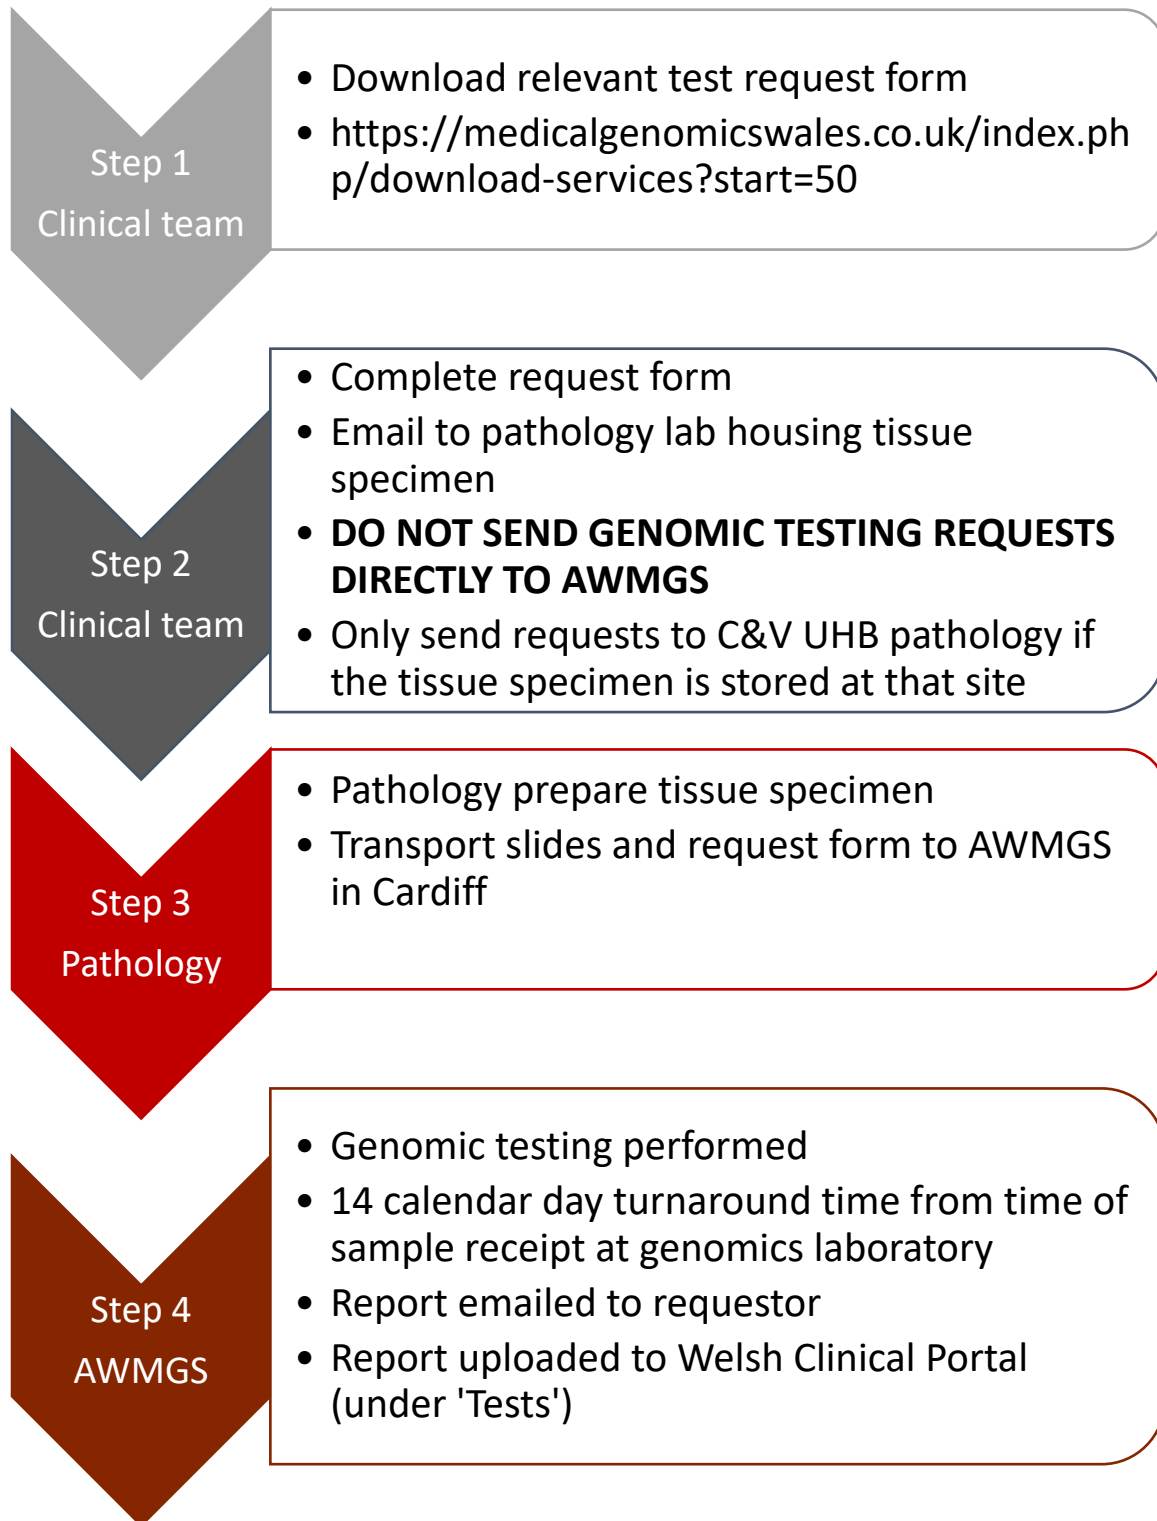 Step 1
Clinical team
• Download relevant test request form
• https://medicalgenomicswales.co.uk/index.ph
p/download-services?start=50
Step 2
Clinical team
• Complete request form
• Email to pathology lab housing tissue
specimen
• DO NOT SEND GENOMIC TESTING REQUESTS
DIRECTLY TO AWMGS
• Only send requests to C&V UHB pathology if
the tissue specimen is stored at that site
Step 3
Pathology
• Pathology prepare tissue specimen
• Transport slides and request form to AWMGS
in Cardiff
Step 4
AWMGS
• Genomic testing performed
• 14 calendar day turnaround time from time of
sample receipt at genomics laboratory
• Report emailed to requestor
• Report uploaded to Welsh Clinical Portal
(under 'Tests')